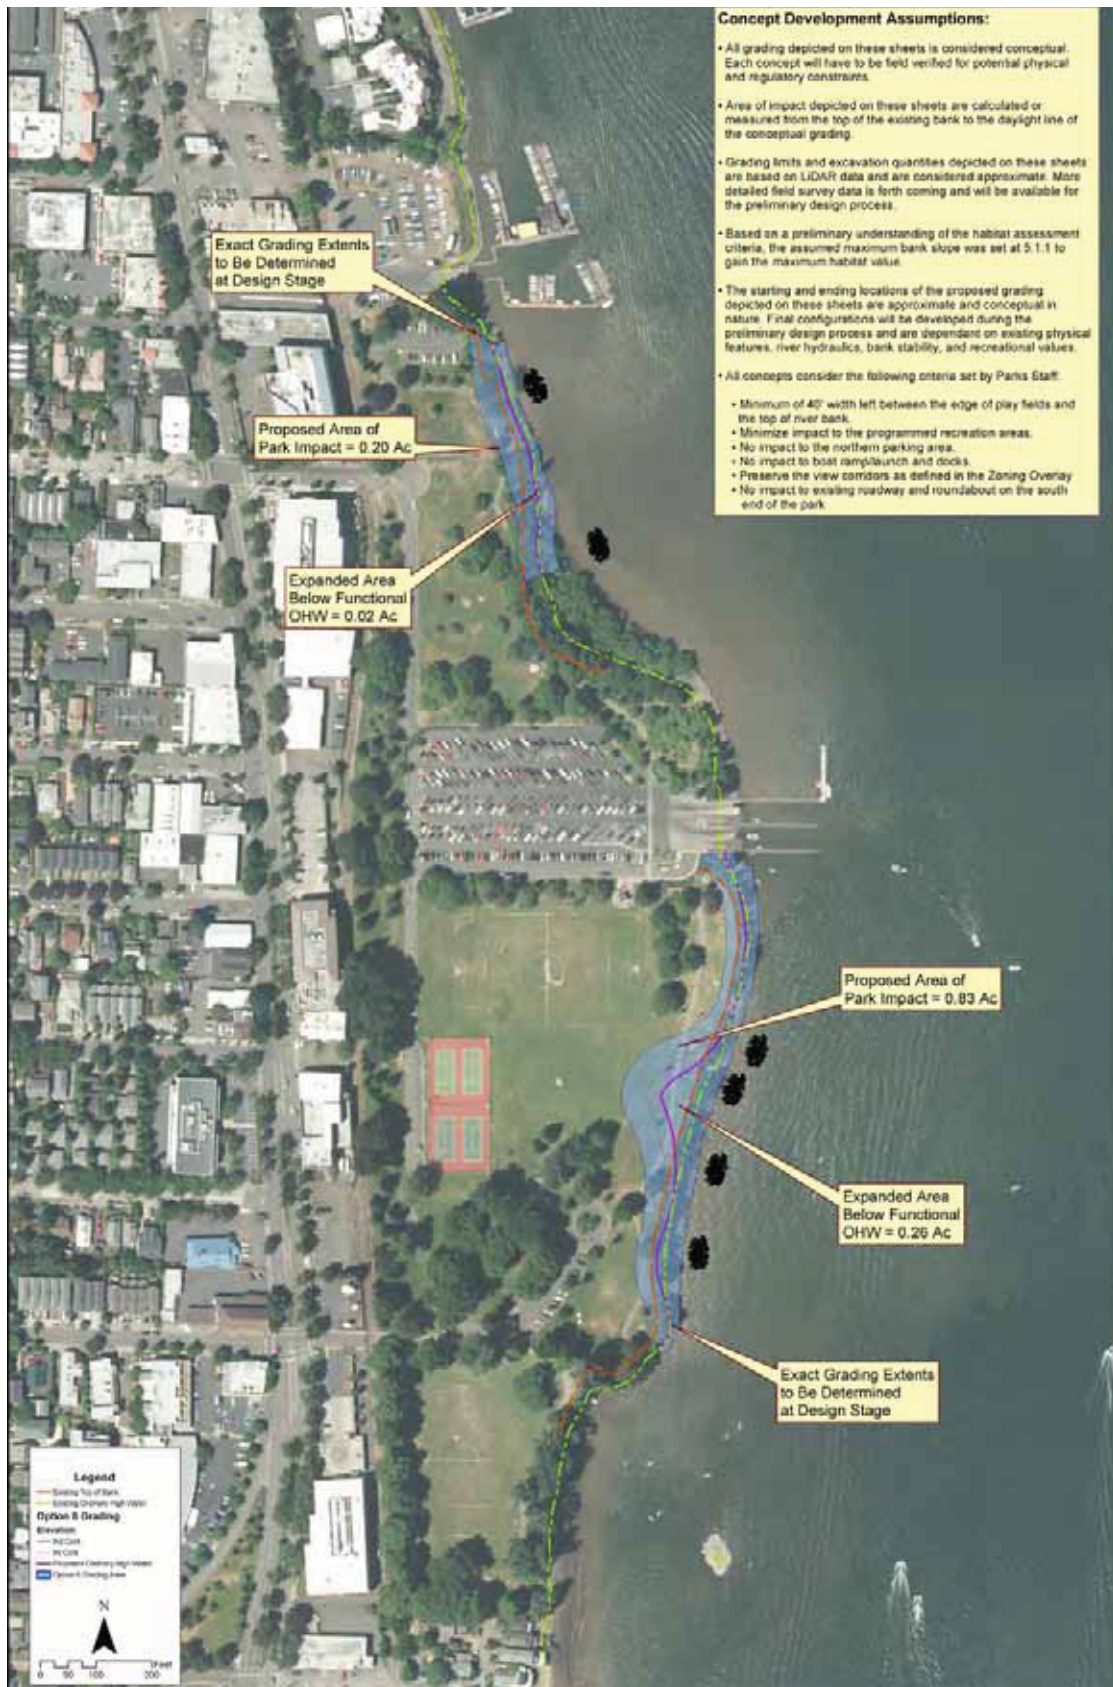 Concept Development Assumptions:
• All grading depicted on these sheets is considered conceptual.
Each concept will have to be field verified for potential physical
and regulatory constraints.
• Area of impact depicted on these sheets are calculated or
measured from the top of the existing bank to the daylight line of
the conceptual grading.
• Grading limits and excavation quantities depicted on these sheets
are based on LiDAR data and are considered approximate. More
detailed field survey data is forth coming and will be available for
the preliminary design process.
• Based on a preliminary understanding of the habitat assessment
criteria, the assumed maximum bank slope was set at 5.1.1 to
gain the maximum habitat value.
• The starting and ending locations of the proposed grading
depicted on these sheets are approximate and conceptual in
nature. Final configurations will be developed during the
preliminary design process and are dependant on existing physical
features, river hydraulics, bank stability, and recreational values.
• All concepts consider the following criteria set by Parks Staff:
• Minimum of 40' width left between the edge of play fields and
the top of river bank.
• Minimize impact to the programmed recreation areas.
• No impact to the northern parking area.
• No impact to boat ramp/launch and docks.
• Preserve the view corridors as defined in the Zoning Overlay
• No impact to existing roadway and roundabout on the south
end of the park
Exact Grading Extents
to Be Determined
at Design Stage
Proposed Area of
Park Impact = 0.20 Ac
Expanded Area
Below Functional
OHW = 0.02 Ac
Proposed Area of
Park Impact = 0.83 Ac
Expanded Area
Below Functional
OHW = 0.26 Ac
Exact Grading Extents
to Be Determined
at Design Stage
Legend
Existing Top of Bank
Existing Ordinary High Water
Grading
Elevation
Proposed Ordinary High Water
Grading Area
N
Feet
0 50 100 200